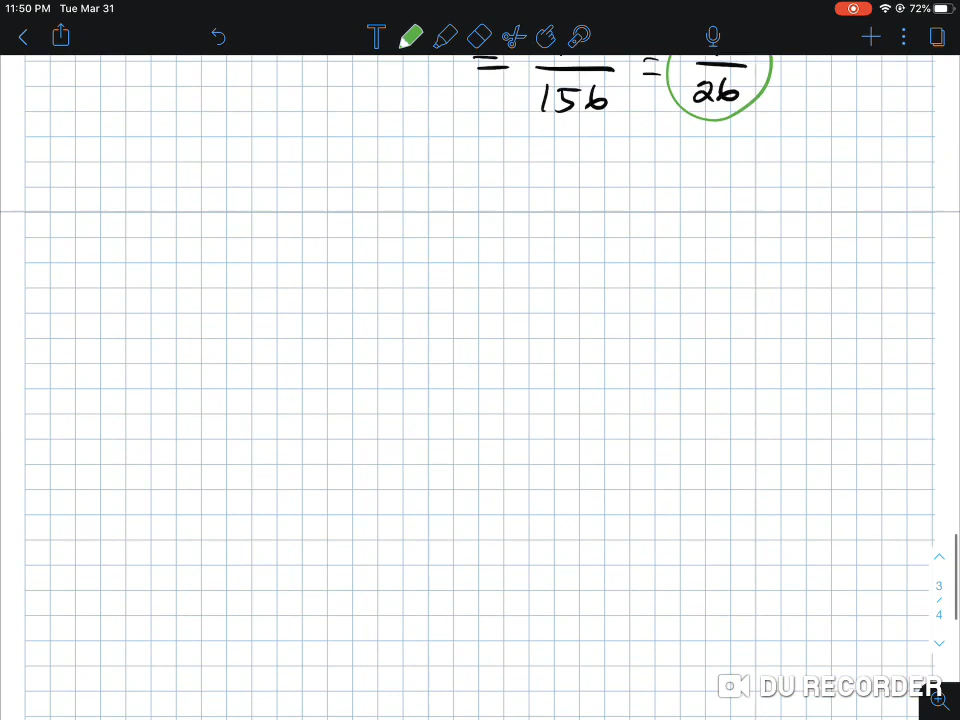 11:50 PM Tue Mar 31
72%
T
= 156 = 26
3
4
DU RECORDER